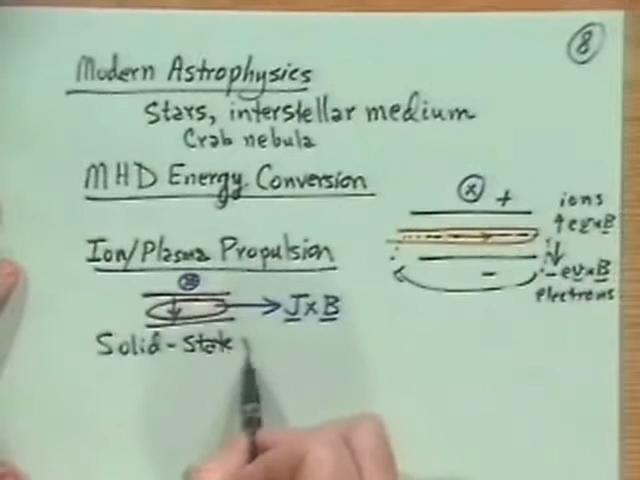 8
Modern Astrophysics
Stars, interstellar medium
Crab nebula
MHD Energy Conversion
⊗ +
ions
↑ ev×B
-
↓ -ev×B
electrons
Ion/Plasma Propulsion
⊗
J×B
Solid-State